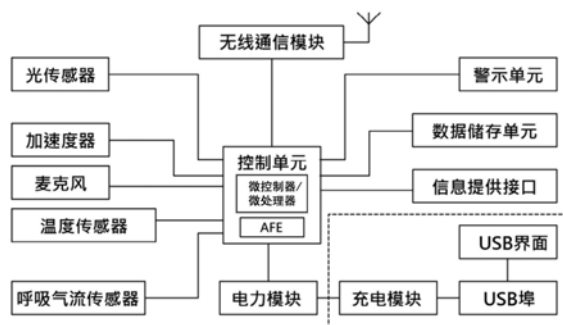 无线通信模块
光传感器
警示单元
加速度器
数据储存单元
控制单元
麦克风
微控制器/
微处理器
信息提供接口
温度传感器
AFE
USB界面
呼吸气流传感器
电力模块
充电模块
USB埠